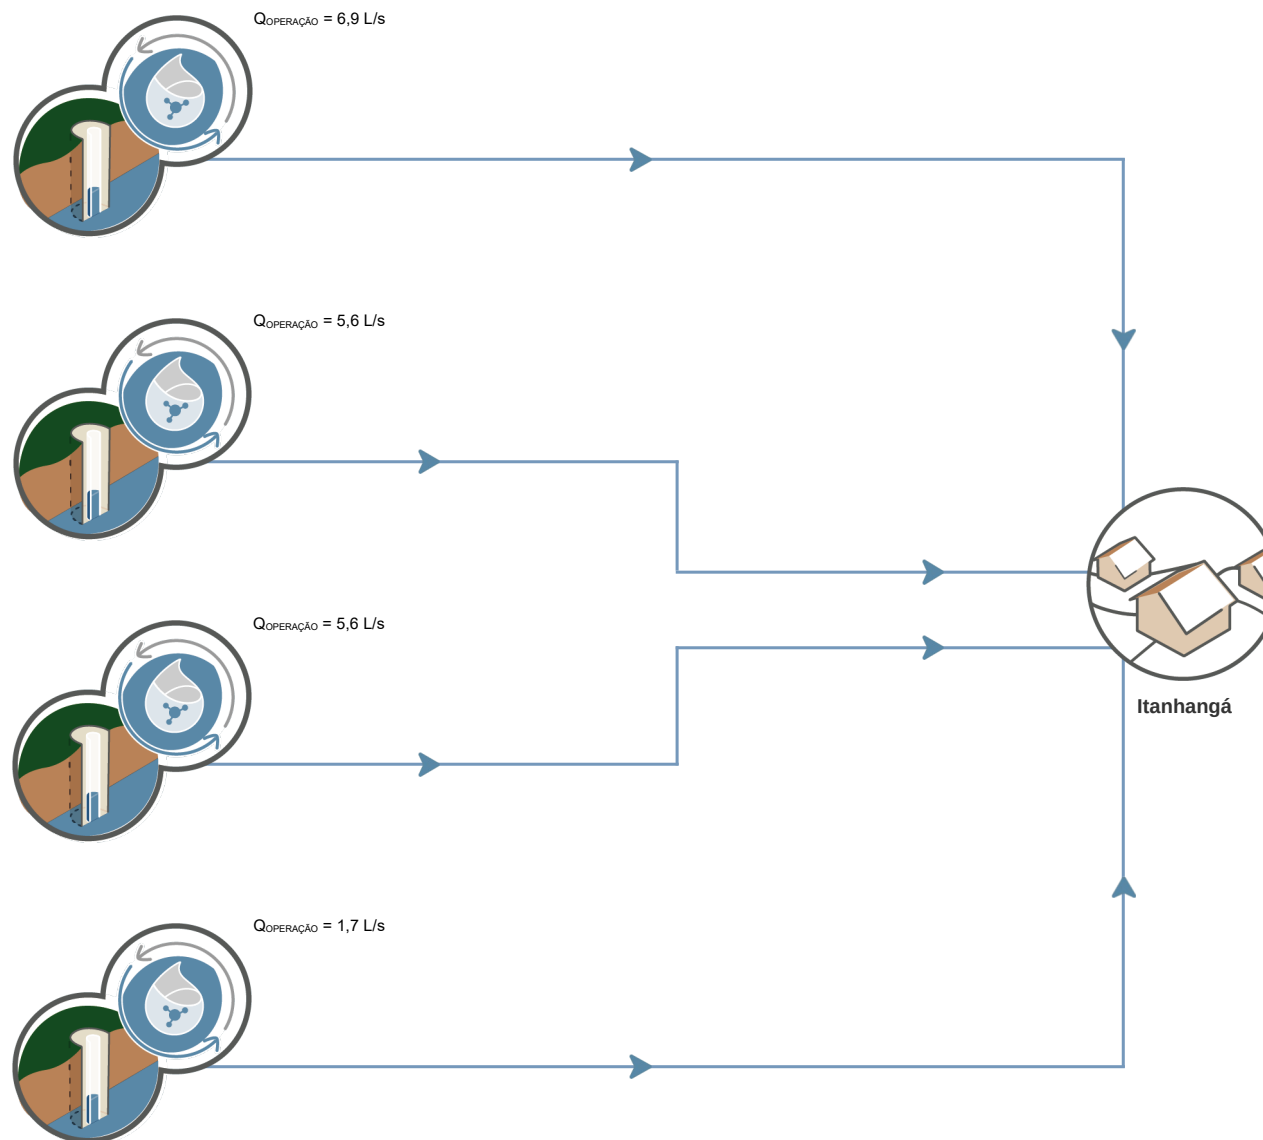 QOPERAÇÃO = 6,9 L/s
QOPERAÇÃO = 5,6 L/s
QOPERAÇÃO = 5,6 L/s
Itanhangá
QOPERAÇÃO = 1,7 L/s